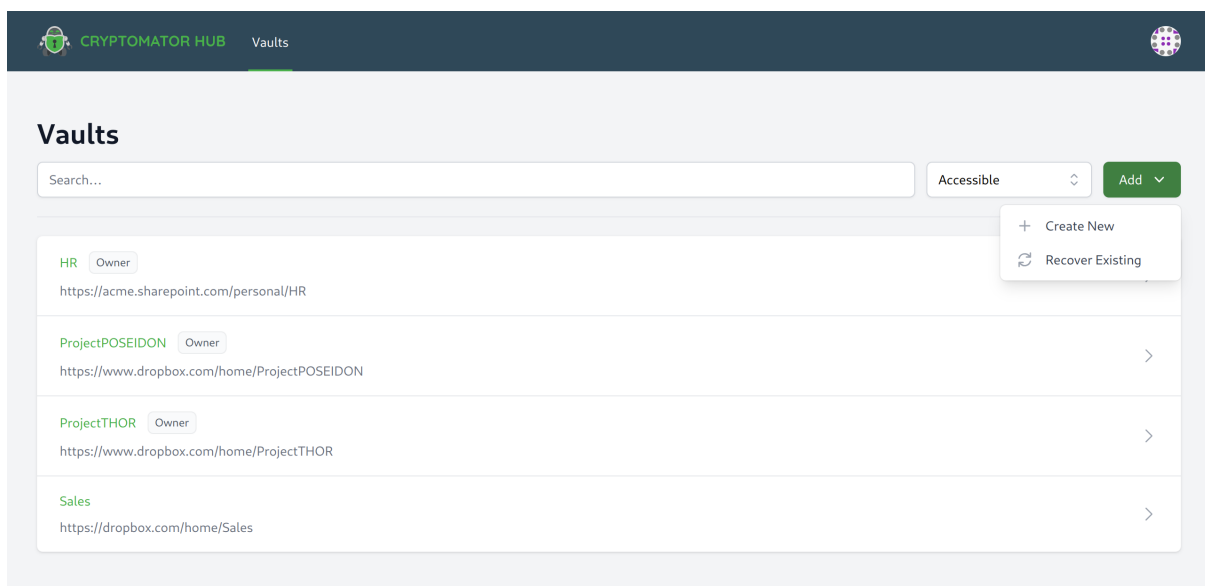 CRYPTOMATOR HUB Vaults
Vaults
Search...
Accessible
Add
Create New
Recover Existing
HR Owner
https://acme.sharepoint.com/personal/HR
ProjectPOSEIDON Owner
https://www.dropbox.com/home/ProjectPOSEIDON
ProjectTHOR Owner
https://www.dropbox.com/home/ProjectTHOR
Sales
https://dropbox.com/home/Sales